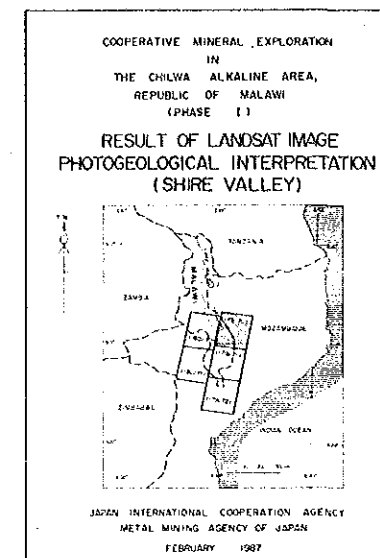 COOPERATIVE MINERAL EXPLORATION
IN
THE CHILWA ALKALINE AREA,
REPUBLIC OF MALAWI
(PHASE I)
RESULT OF LANDSAT IMAGE
PHOTOGEOLOGICAL INTERPRETATION
(SHIRE VALLEY)
TANZANIA
MALAWI
ZAMBIA
MOZAMBIQUE
INDIAN OCEAN
JAPAN INTERNATIONAL COOPERATION AGENCY
METAL MINING AGENCY OF JAPAN
FEBRUARY 1987